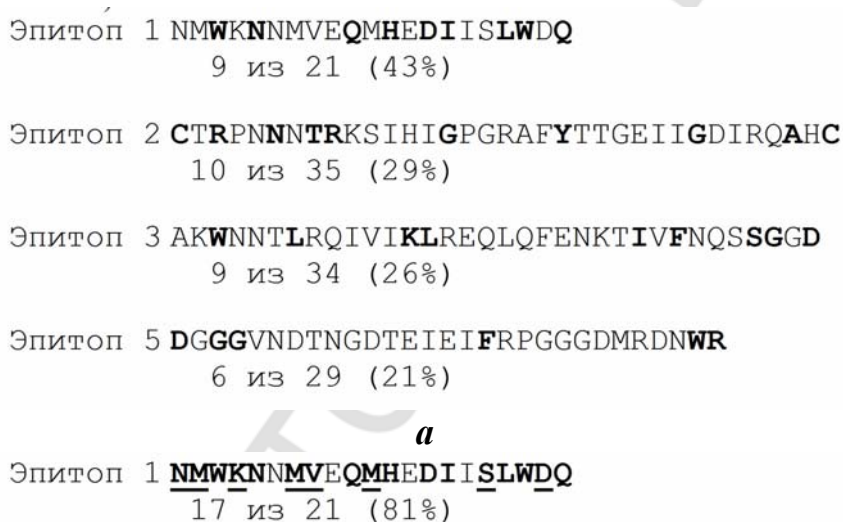 Эпитоп 1 NMWKNNMVEQMHEDIISLWDQ
9 из 21 (43%)
Эпитоп 2 CTRPNNNTRKSIHIGPGRAFYTTGEIIGDIRQAHC
10 из 35 (29%)
Эпитоп 3 AKWNNTLRQIVIKLREQLQFENKTIVFNQSSGGD
9 из 34 (26%)
Эпитоп 5 DGGGVNDTNGDTEIEIFRPGGGDMRDNWR
6 из 29 (21%)
а
Эпитоп 1 NMWKNNMVEQMHEDIISLWDQ
17 из 21 (81%)